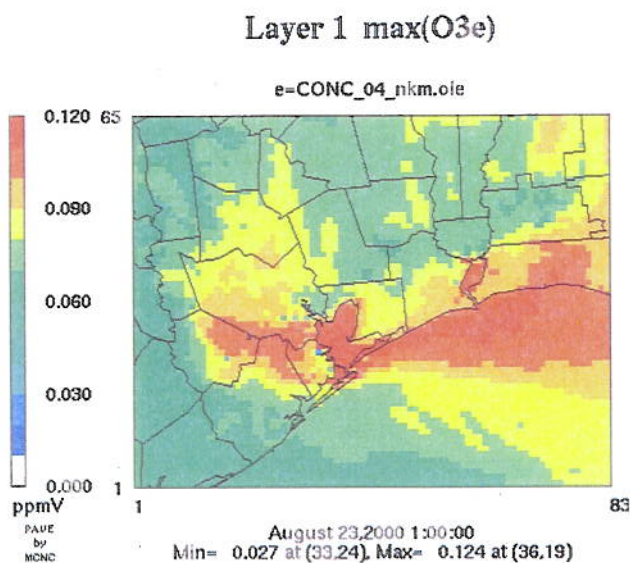 Layer 1 max(O3e)
e=CONC_04_nkm.oie
0.120
0.090
0.060
0.030
0.000
ppmV
65
1
1
83
PAVE
by
MCNC
August 23,2000 1:00:00
Min= 0.027 at (33,24), Max= 0.124 at (36,19)